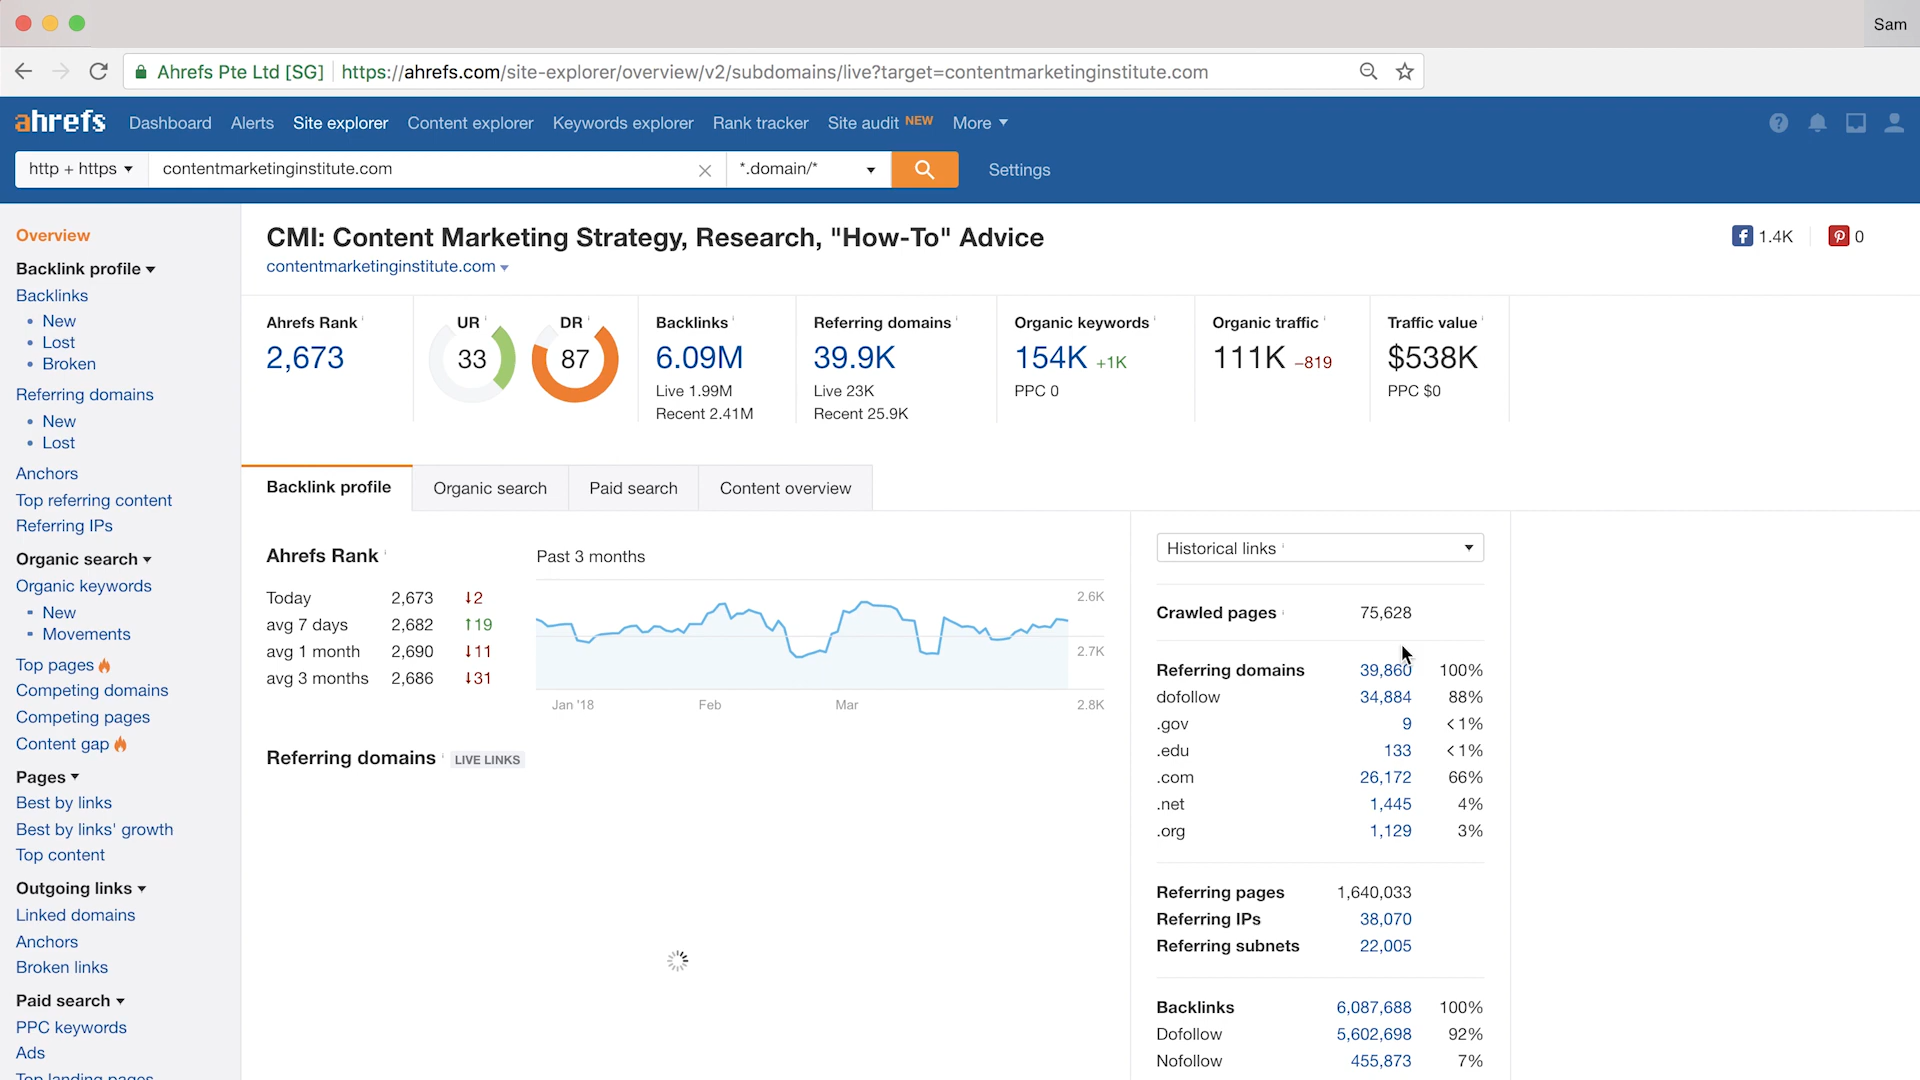 Sam
Ahrefs Pte Ltd [SG]
https://ahrefs.com/site-explorer/overview/v2/subdomains/live?target=contentmarketinginstitute.com
ahrefs
Dashboard
Alerts
Site explorer
Content explorer
Keywords explorer
Rank tracker
Site audit NEW
More
http + https
contentmarketinginstitute.com
*.domain/*
Settings
Overview
Backlink profile
Backlinks
New
Lost
Broken
Referring domains
New
Lost
Anchors
Top referring content
Referring IPs
Organic search
Organic keywords
New
Movements
Top pages
Competing domains
Competing pages
Content gap
Pages
Best by links
Best by links' growth
Top content
Outgoing links
Linked domains
Anchors
Broken links
Paid search
PPC keywords
Ads
Top landing pages
CMI: Content Marketing Strategy, Research, "How-To" Advice
contentmarketinginstitute.com
1.4K
0
Ahrefs Rank
2,673
UR
33
DR
87
Backlinks
6.09M
Live 1.99M
Recent 2.41M
Referring domains
39.9K
Live 23K
Recent 25.9K
Organic keywords
154K +1K
PPC 0
Organic traffic
111K –819
Traffic value
$538K
PPC $0
Backlink profile
Organic search
Paid search
Content overview
Ahrefs Rank
Today 2,673 ↓2
avg 7 days 2,682 ↑19
avg 1 month 2,690 ↓11
avg 3 months 2,686 ↓31
Past 3 months
2.6K
2.7K
2.8K
Jan '18
Feb
Mar
Referring domains LIVE LINKS
Historical links
Crawled pages 75,628
Referring domains 39,860 100%
dofollow 34,884 88%
.gov 9 <1%
.edu 133 <1%
.com 26,172 66%
.net 1,445 4%
.org 1,129 3%
Referring pages 1,640,033
Referring IPs 38,070
Referring subnets 22,005
Backlinks 6,087,688 100%
Dofollow 5,602,698 92%
Nofollow 455,873 7%